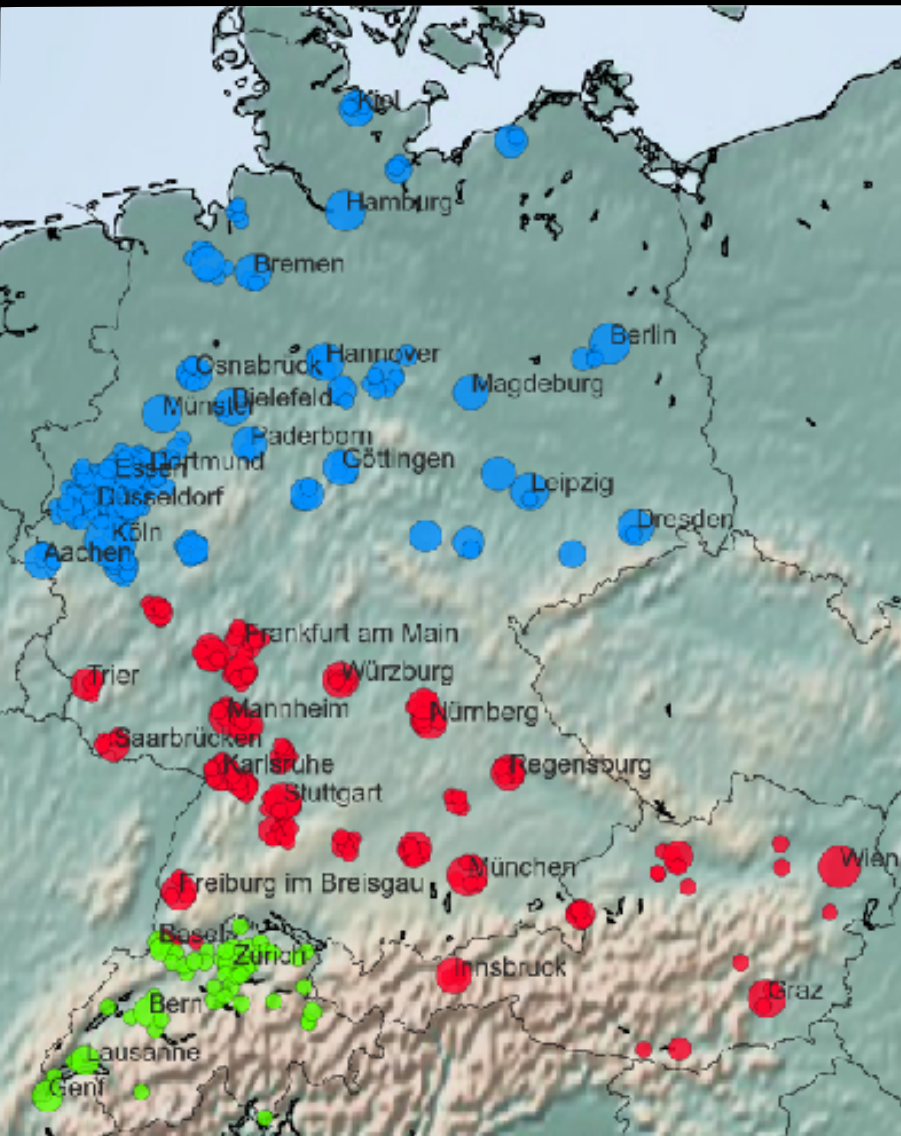 Kiel
Hamburg
Bremen
Berlin
Hannover
Osnabrück
Magdeburg
Bielefeld
Münster
Paderborn
Dortmund
Göttingen
Essen
Leipzig
Düsseldorf
Dresden
Köln
Aachen
Frankfurt am Main
Trier
Würzburg
Mannheim
Nürnberg
Saarbrücken
Karlsruhe
Regensburg
Stuttgart
Wien
München
Freiburg im Breisgau
Basel
Zürich
Innsbruck
Graz
Bern
Lausanne
Genf